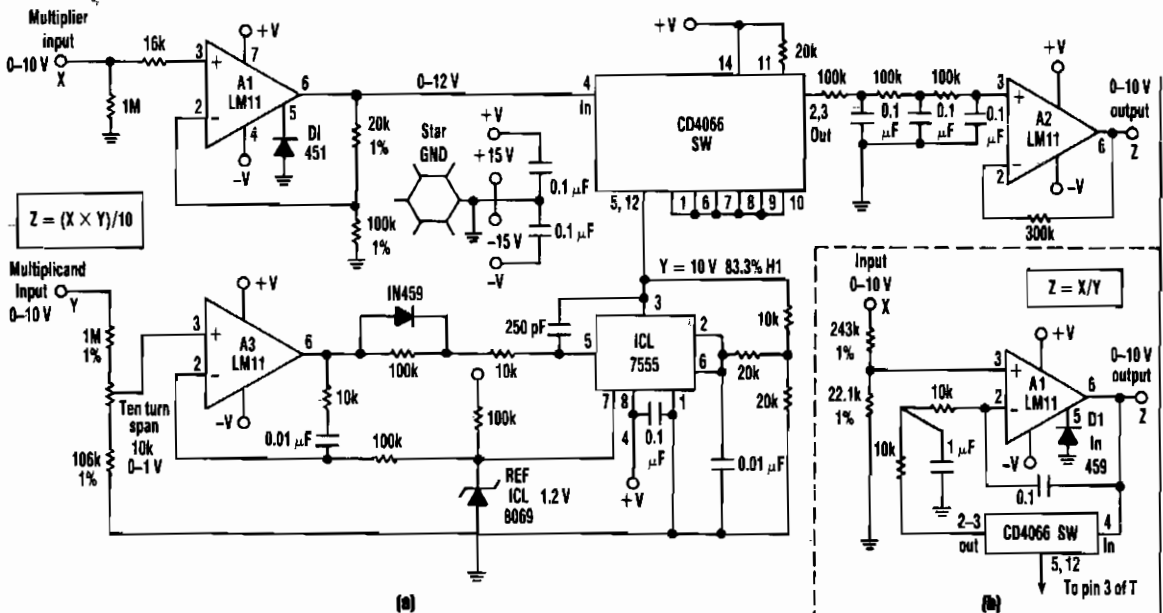 Multiplier
input
0–10 V
X
16k
1M
3
2
+
–
+V
7
A1
LM11
6
5
4
–V
DI
451
0–12 V
20k
1%
100k
1%
Star
GND
+15 V
–15 V
+V
–V
0.1 μF
0.1 μF
+V
20k
14
11
4
In
CD4066
SW
2,3
Out
5, 12
1
6
7
8
9
10
100k
100k
100k
0.1
μF
0.1
μF
0.1
μF
+V
3
2
+
–
A2
LM11
6
–V
300k
0–10 V
output
Z
Z = (X × Y)/10
Multiplicand
Input
0–10 V
Y
1M
1%
Ten turn
span
10k
0–1 V
106k
1%
+V
3
2
+
–
A3
LM11
6
–V
IN459
100k
10k
10k
0.01 μF
100k
100k
REF
ICL 1.2 V
8069
250 pF
Y = 10 V 83.3% H1
3
5
ICL
7555
2
6
7
8
1
4
0.1
μF
+V
10k
20k
20k
0.01 μF
(a)
Input
0–10 V
X
Z = X/Y
243k
1%
22.1k
1%
+V
3
2
+
–
A1
LM11
6
5
–V
D1
In
459
0–10 V
output
Z
10k
10k
1 μF
0.1
2–3
out
CD4066 SW
4
In
5, 12
To pin 3 of T
(b)